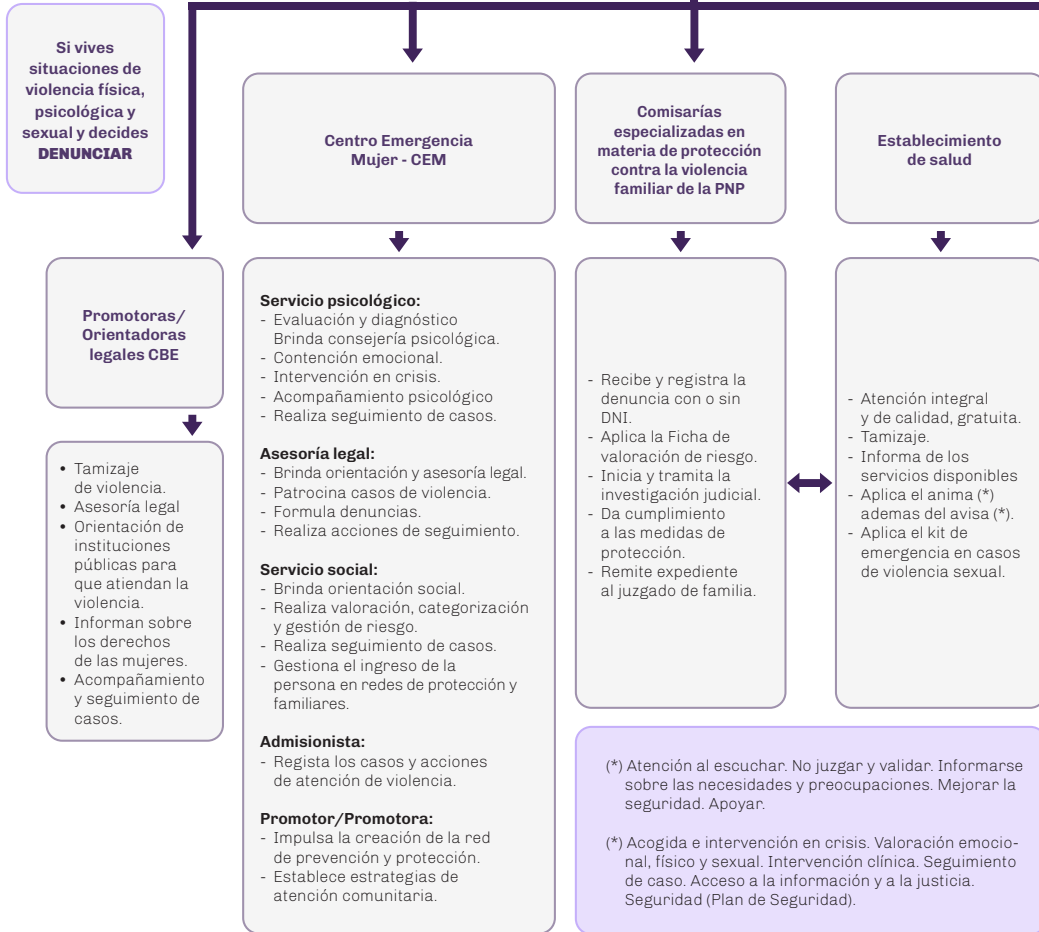 Si vives
situaciones de
violencia física,
psicológica y
sexual y decides
DENUNCIAR
Centro Emergencia
Mujer - CEM
Comisarías
especializadas en
materia de protección
contra la violencia
familiar de la PNP
Establecimiento
de salud
Promotoras/
Orientadoras
legales CBE
• Tamizaje
de violencia.
• Asesoría legal
• Orientación de
instituciones
públicas para
que atiendan la
violencia.
• Informan sobre
los derechos
de las mujeres.
• Acompañamiento
y seguimiento de
casos.
Servicio psicológico:
- Evaluación y diagnóstico
Brinda consejería psicológica.
- Contención emocional.
- Intervención en crisis.
- Acompañamiento psicológico
- Realiza seguimiento de casos.
Asesoría legal:
- Brinda orientación y asesoría legal.
- Patrocina casos de violencia.
- Formula denuncias.
- Realiza acciones de seguimiento.
Servicio social:
- Brinda orientación social.
- Realiza valoración, categorización
y gestión de riesgo.
- Realiza seguimiento de casos.
- Gestiona el ingreso de la
persona en redes de protección y
familiares.
Admisionista:
- Regista los casos y acciones
de atención de violencia.
Promotor/Promotora:
- Impulsa la creación de la red
de prevención y protección.
- Establece estrategias de
atención comunitaria.
- Recibe y registra la
denuncia con o sin
DNI.
- Aplica la Ficha de
valoración de riesgo.
- Inicia y tramita la
investigación judicial.
- Da cumplimiento
a las medidas de
protección.
- Remite expediente
al juzgado de familia.
- Atención integral
y de calidad, gratuita.
- Tamizaje.
- Informa de los
servicios disponibles
- Aplica el anima (*)
ademas del avisa (*).
- Aplica el kit de
emergencia en casos
de violencia sexual.
(*) Atención al escuchar. No juzgar y validar. Informarse
sobre las necesidades y preocupaciones. Mejorar la
seguridad. Apoyar.
(*) Acogida e intervención en crisis. Valoración emocio-
nal, físico y sexual. Intervención clínica. Seguimiento
de caso. Acceso a la información y a la justicia.
Seguridad (Plan de Seguridad).